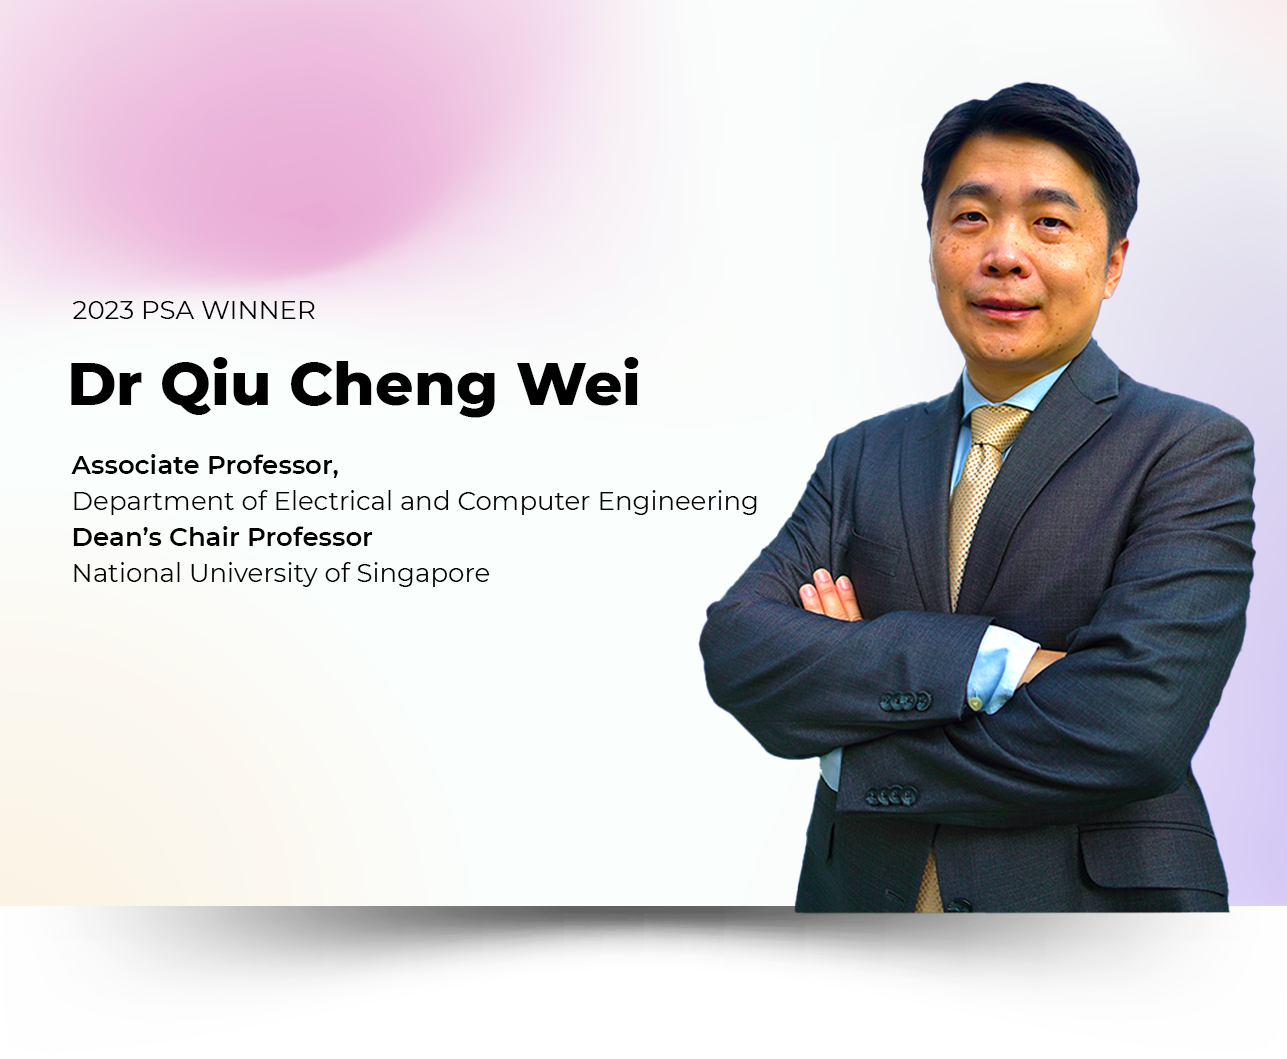 2023 PSA WINNER
Dr Qiu Cheng Wei
Associate Professor,
Department of Electrical and Computer Engineering
Dean’s Chair Professor
National University of Singapore